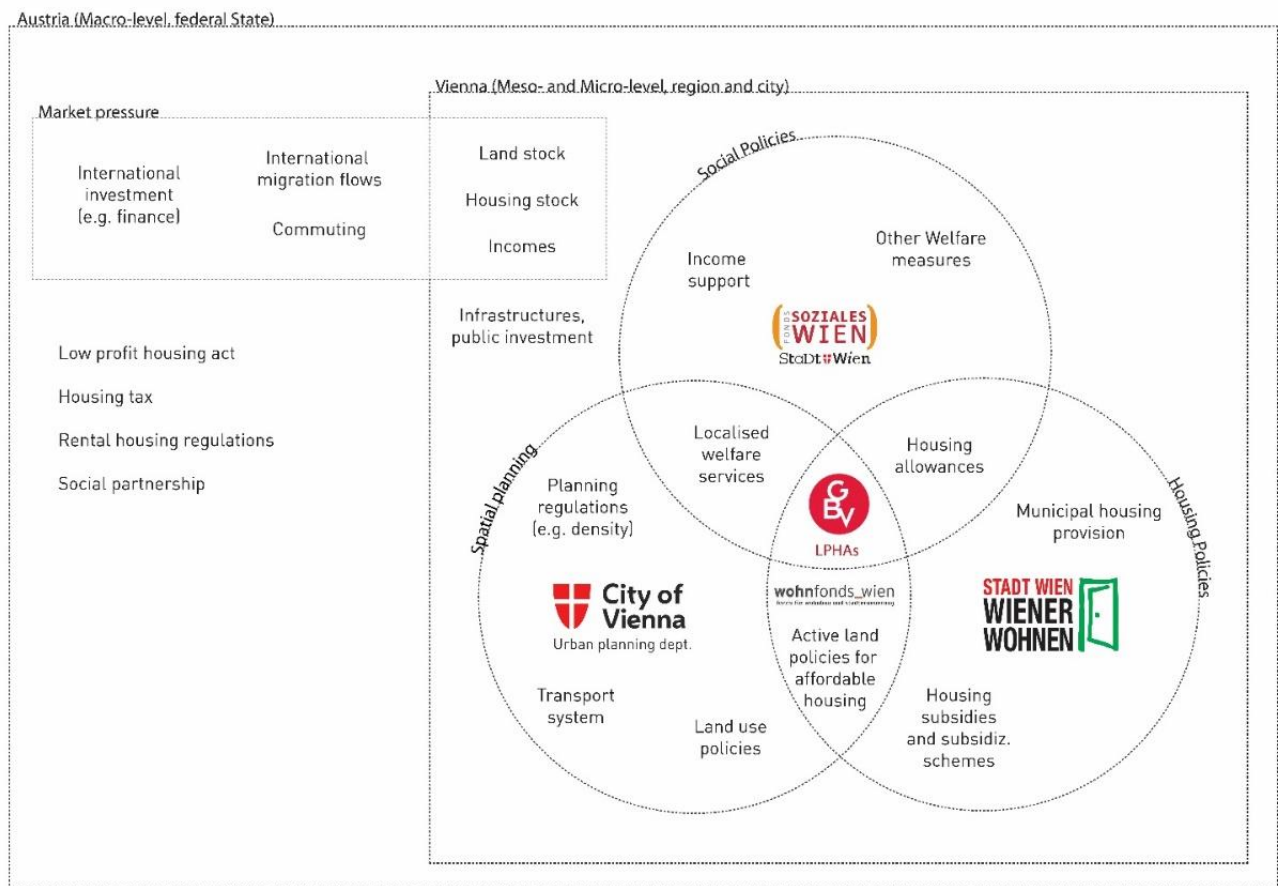 Austria (Macro-level, federal State)
Vienna (Meso- and Micro-level, region and city)
Market pressure
International
investment
(e.g. finance)
International
migration flows
Commuting
Land stock
Housing stock
Incomes
Infrastructures,
public investment
Low profit housing act
Housing tax
Rental housing regulations
Social partnership
Social Policies
Income
support
Other Welfare
measures
FONDS
SOZIALES
WIEN
StaDt Wien
Localised
welfare
services
Housing
allowances
GBV
LPHAs
Spatial planning
Planning
regulations
(e.g. density)
City of
Vienna
Urban planning dept.
Transport
system
Land use
policies
wohnfonds_wien
Active land
policies for
affordable
housing
Housing Policies
Municipal housing
provision
STADT WIEN
WIENER
WOHNEN
Housing
subsidies
and subsidiz.
schemes